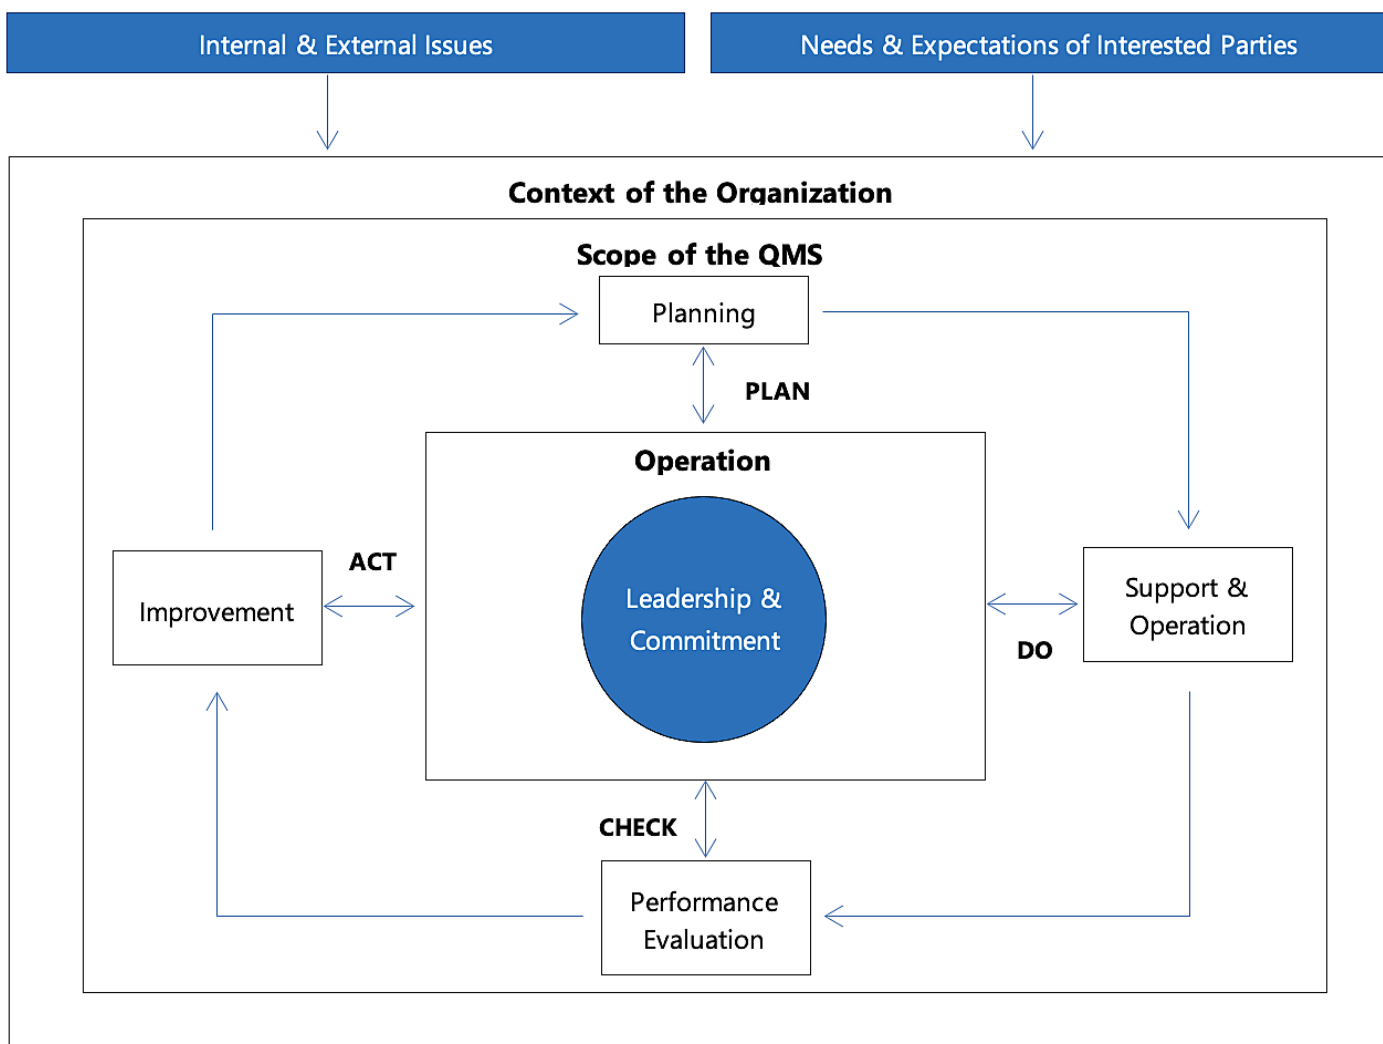 Internal & External Issues
Needs & Expectations of Interested Parties
Context of the Organization
Scope of the QMS
Planning
PLAN
Operation
ACT
Leadership &
Commitment
Improvement
Support &
Operation
DO
CHECK
Performance
Evaluation